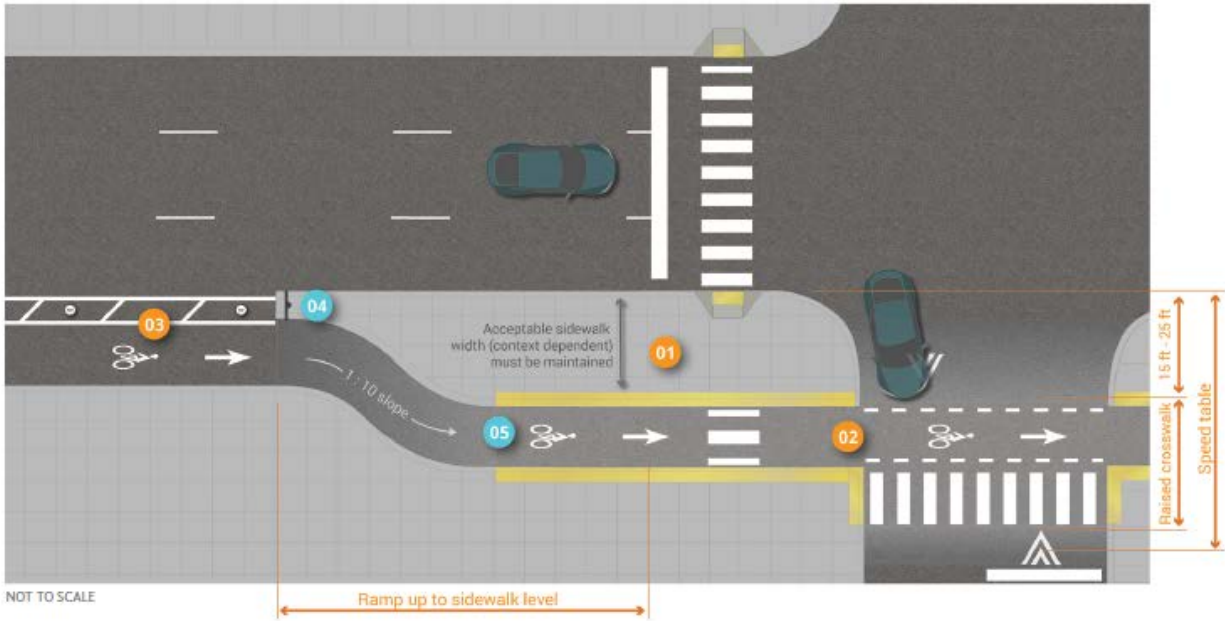 04
03
Acceptable sidewalk
width (context dependent)
must be maintained
01
1 : 10 slope
05
02
15 ft - 25 ft
Raised crosswalk
Speed table
NOT TO SCALE
Ramp up to sidewalk level